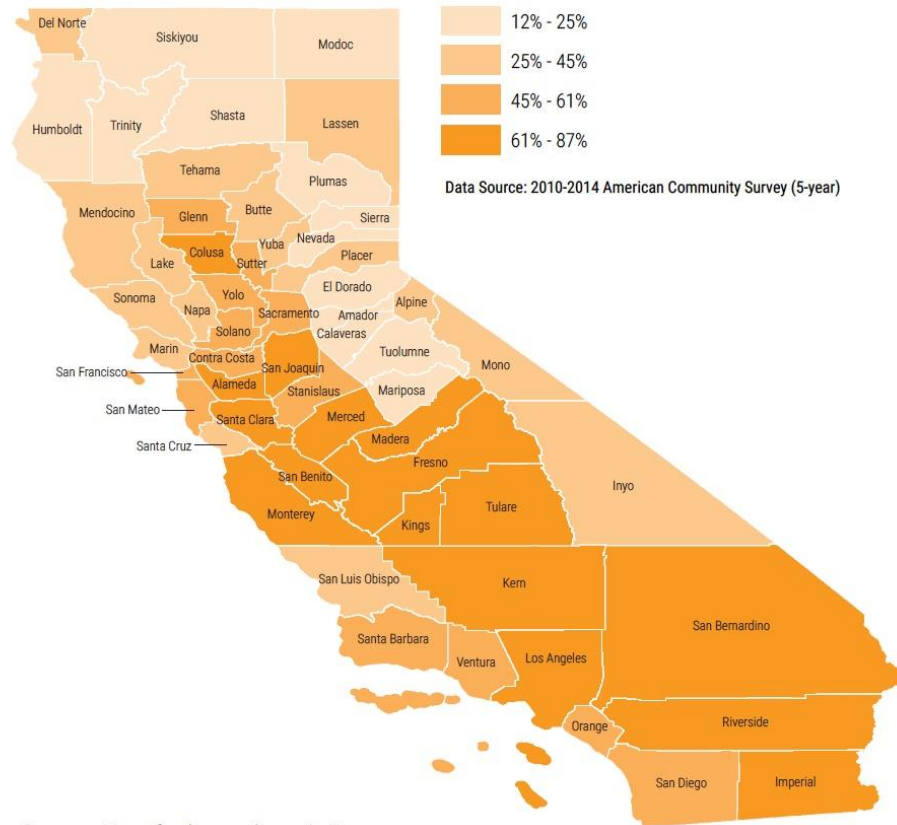 12% - 25%
25% - 45%
45% - 61%
61% - 87%
Data Source: 2010-2014 American Community Survey (5-year)
Del Norte
Siskiyou
Modoc
Humboldt
Trinity
Shasta
Lassen
Tehama
Plumas
Mendocino
Glenn
Butte
Sierra
Colusa
Yuba
Nevada
Lake
Sutter
Placer
Sonoma
Napa
Yolo
El Dorado
Sacramento
Amador
Alpine
Solano
Calaveras
Marin
Contra Costa
San Joaquin
Tuolumne
Mono
San Francisco
Alameda
Stanislaus
Mariposa
San Mateo
Santa Clara
Merced
Santa Cruz
Madera
San Benito
Fresno
Inyo
Monterey
Kings
Tulare
San Luis Obispo
Kern
San Bernardino
Santa Barbara
Ventura
Los Angeles
Orange
Riverside
San Diego
Imperial